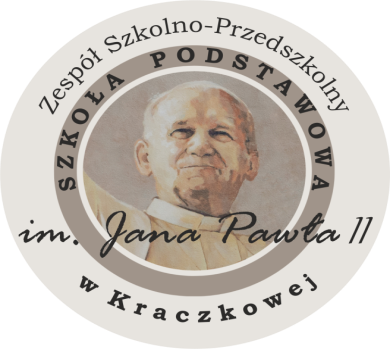 Zespół Szkolno-Przedszkolny
SZKOŁA PODSTAWOWA
im. Jana Pawła II
w Kraczkowej